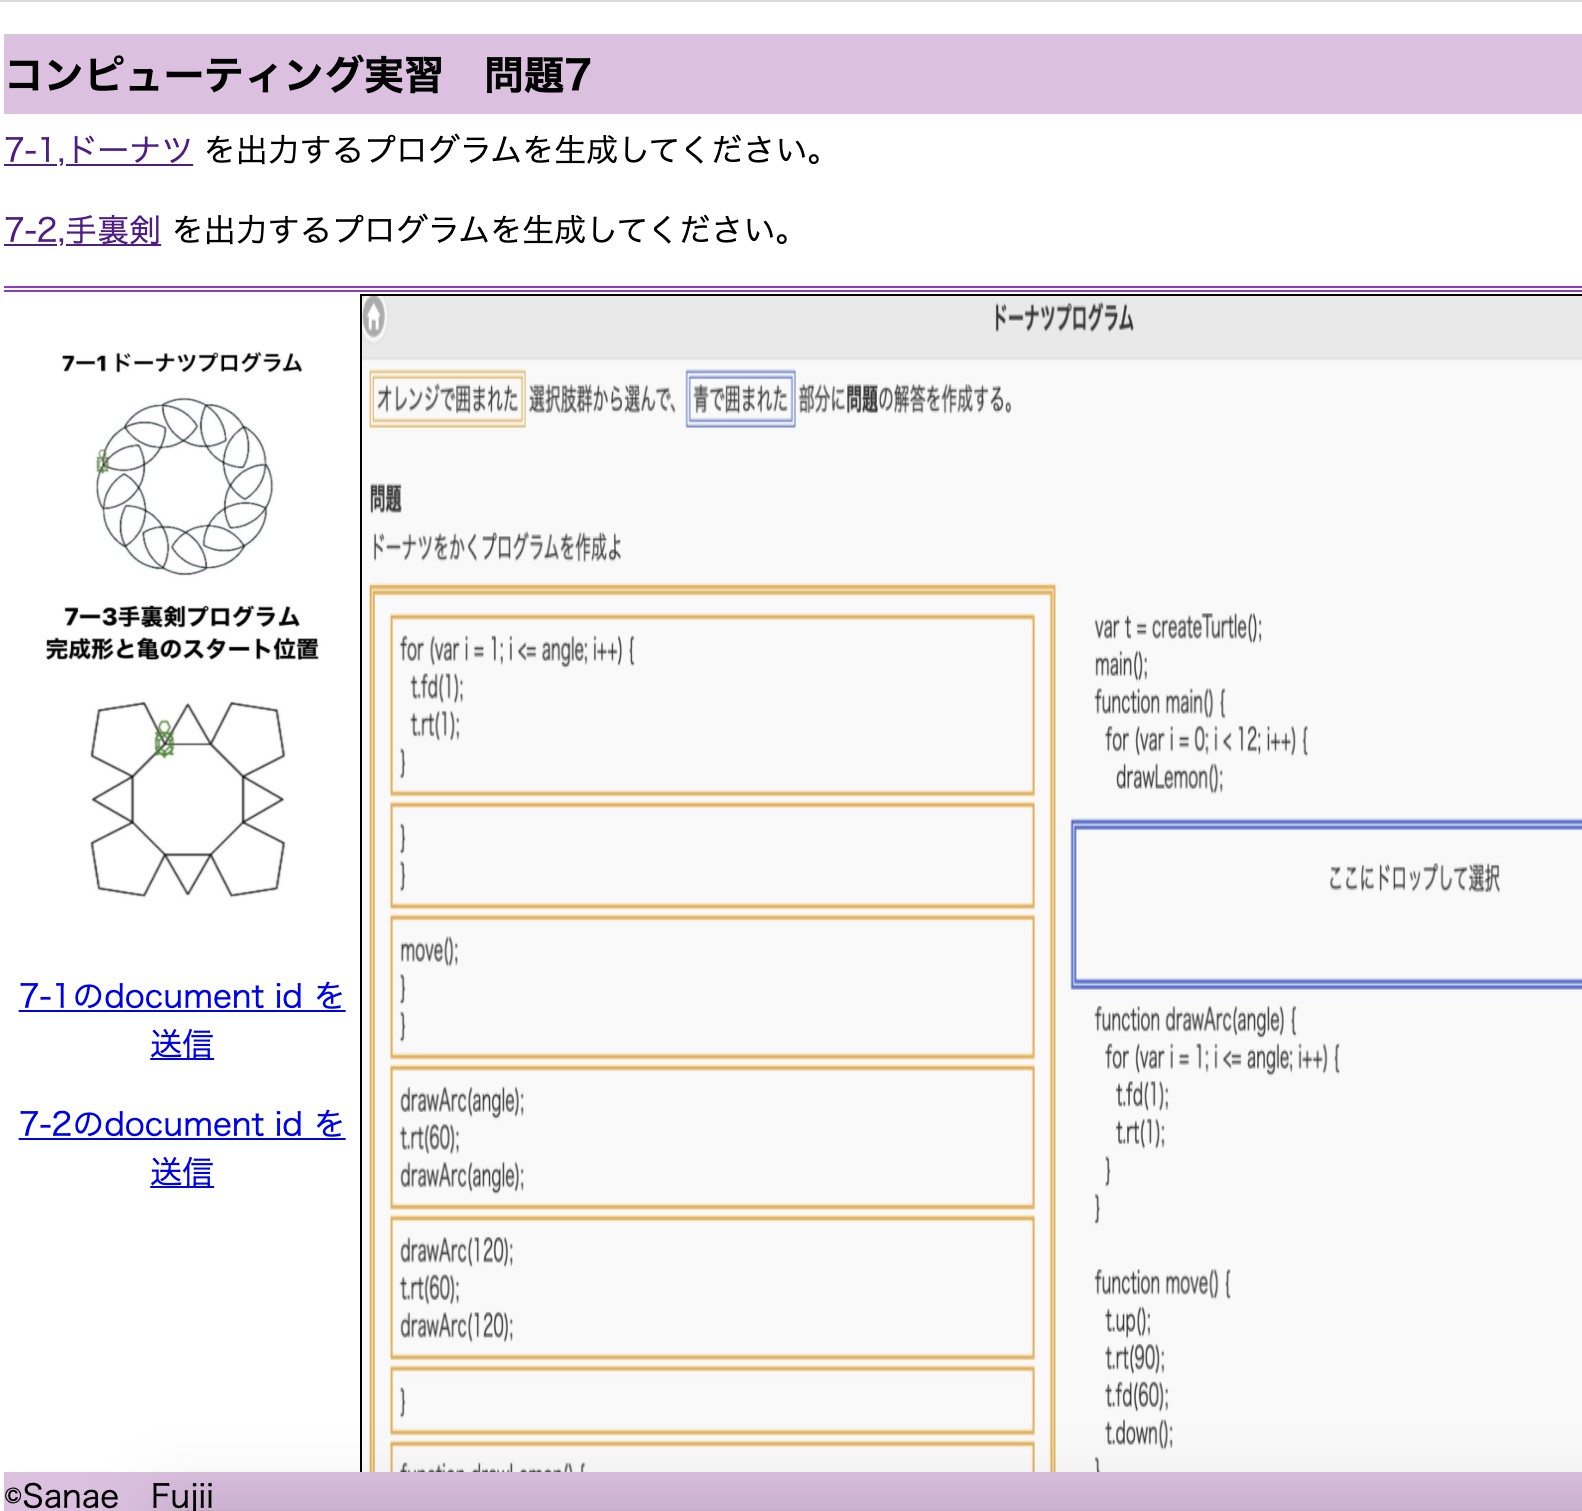 コンピューティング実習　問題7
7-1,ドーナツ を出力するプログラムを生成してください。
7-2,手裏剣 を出力するプログラムを生成してください。
7ー1ドーナツプログラム
7ー3手裏剣プログラム
完成形と亀のスタート位置
7-1のdocument id を
送信
7-2のdocument id を
送信
ドーナツプログラム
オレンジで囲まれた 選択肢群から選んで、 青で囲まれた 部分に問題の解答を作成する。
問題
ドーナツをかくプログラムを作成よ
for (var i = 1; i <= angle; i++) {
t.fd(1);
t.rt(1);
}
}
}
move();
}
}
drawArc(angle);
t.rt(60);
drawArc(angle);
drawArc(120);
t.rt(60);
drawArc(120);
}
function drawLemon() {
var t = createTurtle();
main();
function main() {
for (var i = 0; i < 12; i++) {
drawLemon();
ここにドロップして選択
function drawArc(angle) {
for (var i = 1; i <= angle; i++) {
t.fd(1);
t.rt(1);
}
}
function move() {
t.up();
t.rt(90);
t.fd(60);
t.down();
}
©Sanae　Fujii